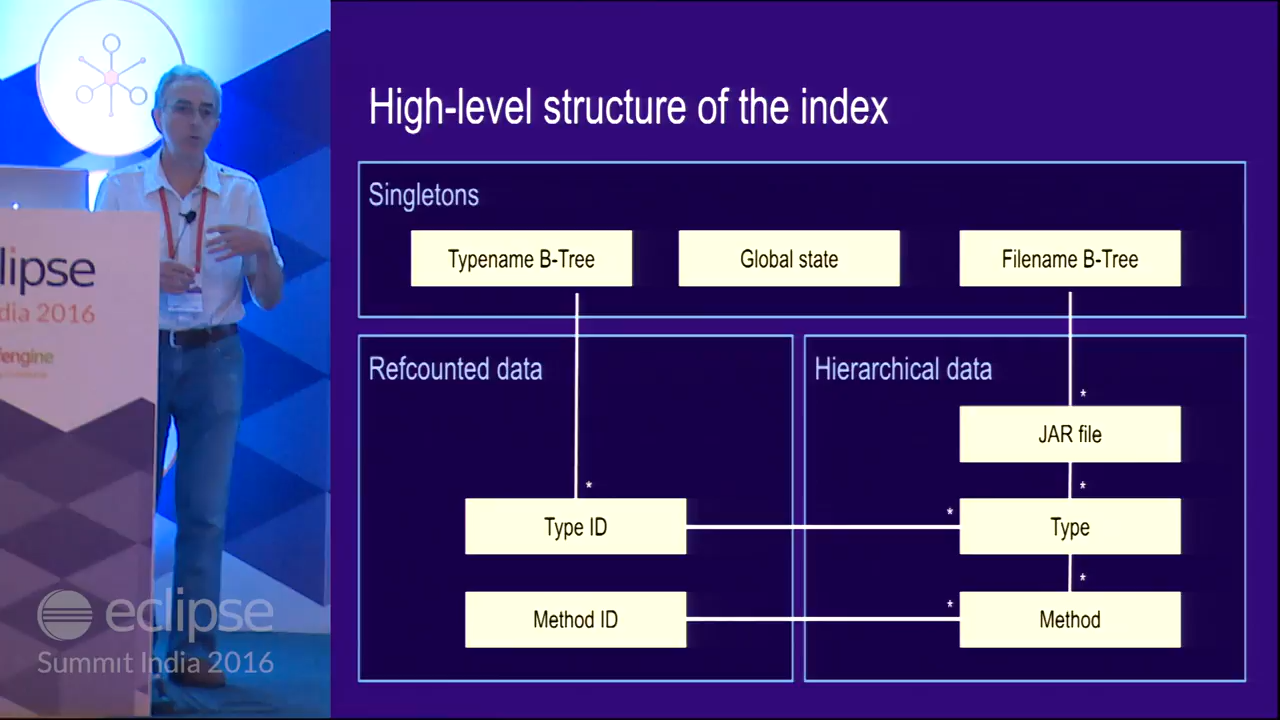 High-level structure of the index
Singletons
Typename B-Tree
Global state
Filename B-Tree
Refcounted data
Hierarchical data
*
JAR file
*
*
Type ID
*
Type
*
*
Method ID
Method
lipse
dia 2016
fengine
eclipse
Summit India 2016